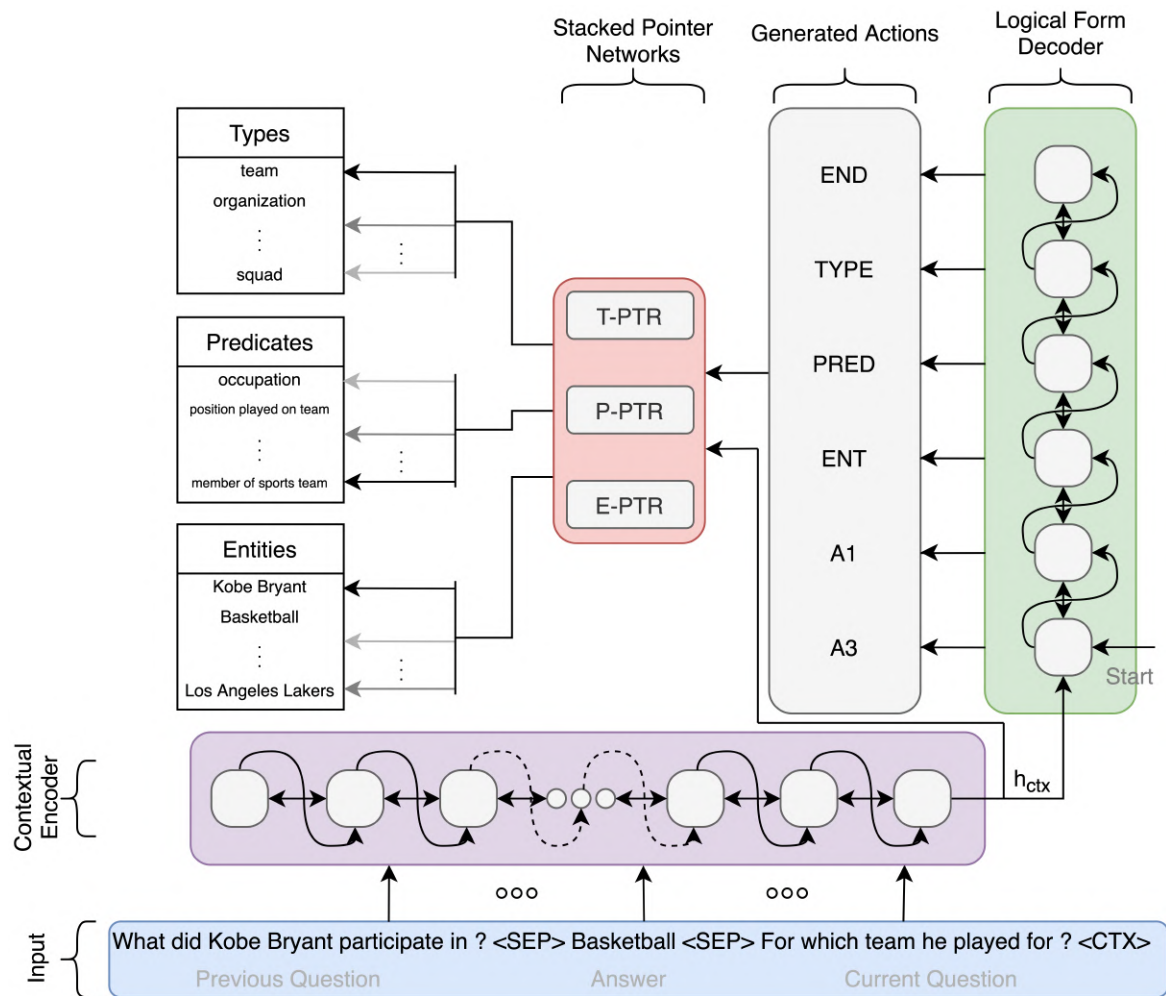 Stacked Pointer
Networks
Generated Actions
Logical Form
Decoder
Types
team
organization
squad
Predicates
occupation
position played on team
member of sports team
Entities
Kobe Bryant
Basketball
Los Angeles Lakers
T-PTR
P-PTR
E-PTR
END
TYPE
PRED
ENT
A1
A3
Start
hctx
Contextual
Encoder
Input
What did Kobe Bryant participate in ? <SEP> Basketball <SEP> For which team he played for ? <CTX>
Previous Question
Answer
Current Question